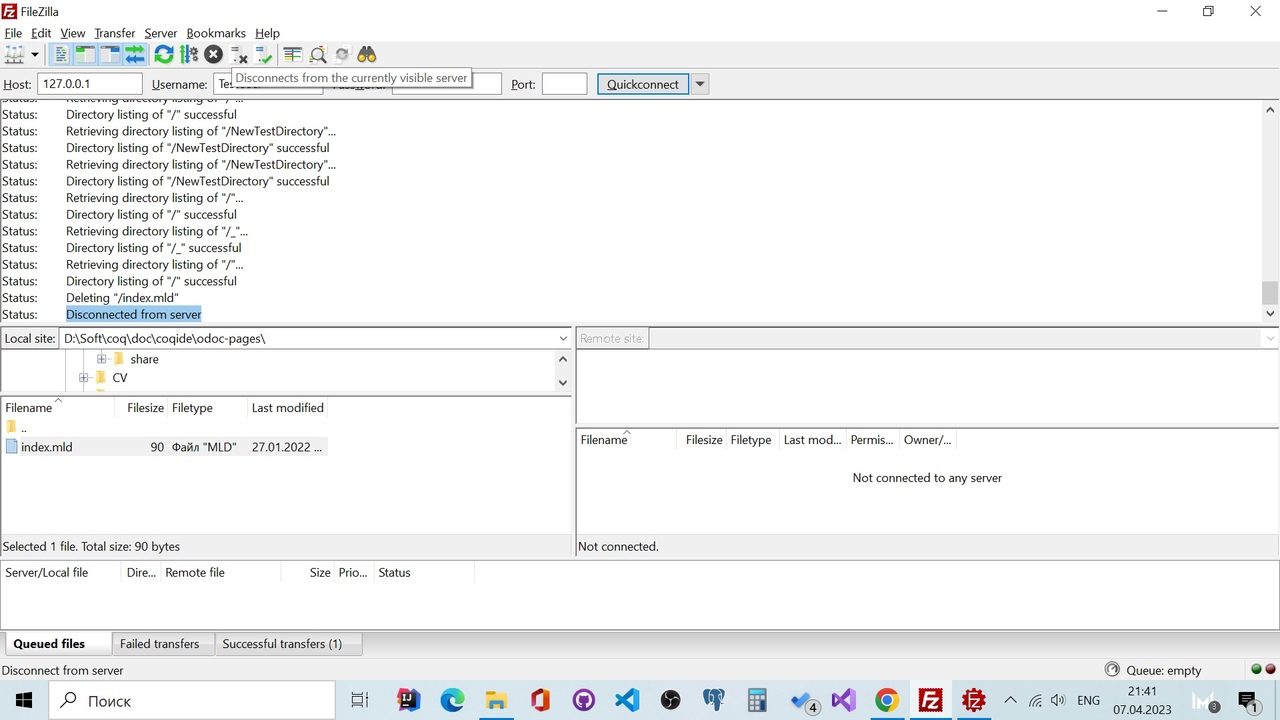 FileZilla
File Edit View Transfer Server Bookmarks Help
Host: 127.0.0.1 Username: Port: Quickconnect
Disconnects from the currently visible server
Status: Retrieving directory listing of "/"...
Status: Directory listing of "/" successful
Status: Retrieving directory listing of "/NewTestDirectory"...
Status: Directory listing of "/NewTestDirectory" successful
Status: Retrieving directory listing of "/NewTestDirectory"...
Status: Directory listing of "/NewTestDirectory" successful
Status: Retrieving directory listing of "/"...
Status: Directory listing of "/" successful
Status: Retrieving directory listing of "/_"...
Status: Directory listing of "/_" successful
Status: Retrieving directory listing of "/"...
Status: Directory listing of "/" successful
Status: Deleting "/index.mld"
Status: Disconnected from server
Local site: D:\Soft\coq\doc\coqide\odoc-pages\
share
CV
Filename Filesize Filetype Last modified
..
index.mld 90 Файл "MLD" 27.01.2022 ...
Selected 1 file. Total size: 90 bytes
Remote site:
Filename Filesize Filetype Last mod... Permis... Owner/...
Not connected to any server
Not connected.
Server/Local file Dire... Remote file Size Prio... Status
Queued files Failed transfers Successful transfers (1)
Disconnect from server Queue: empty
Поиск 4 ENG 21:41 3 1
07.04.2023